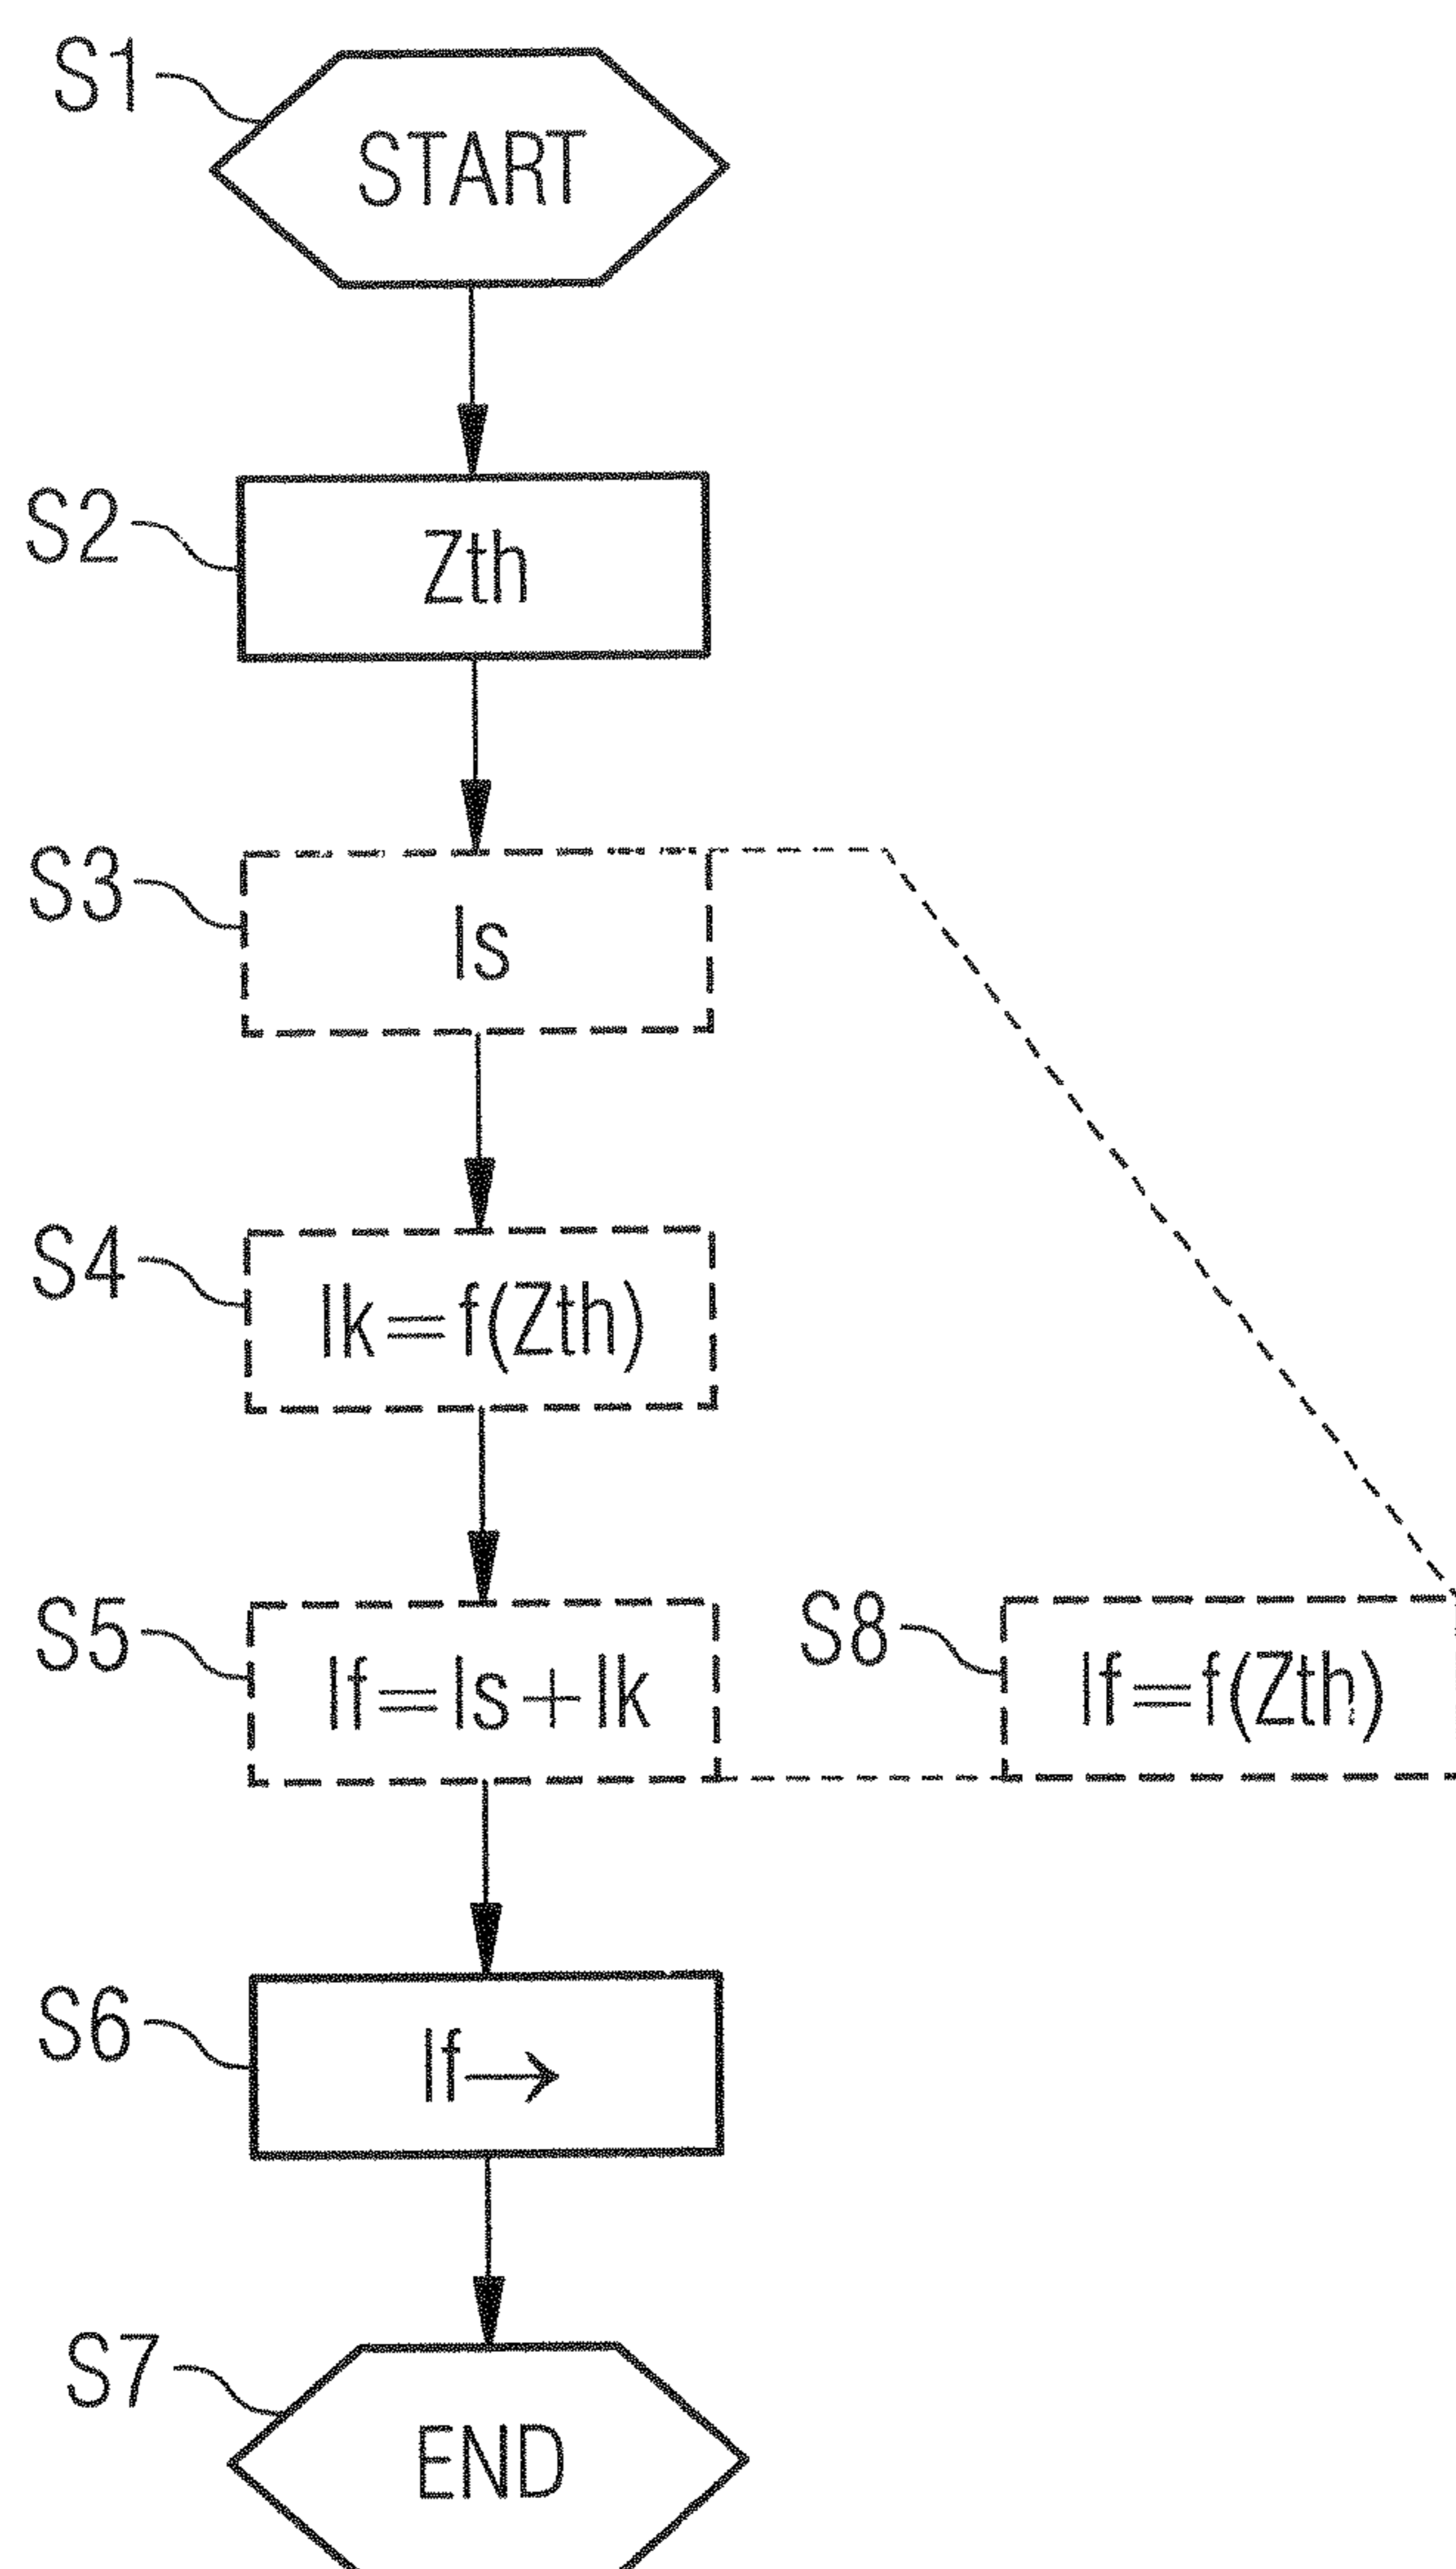 S1
START
S2
Zth
S3
Is
S4
Ik=f(Zth)
S5
If=Is+Ik
S8
If=f(Zth)
S6
If→
S7
END